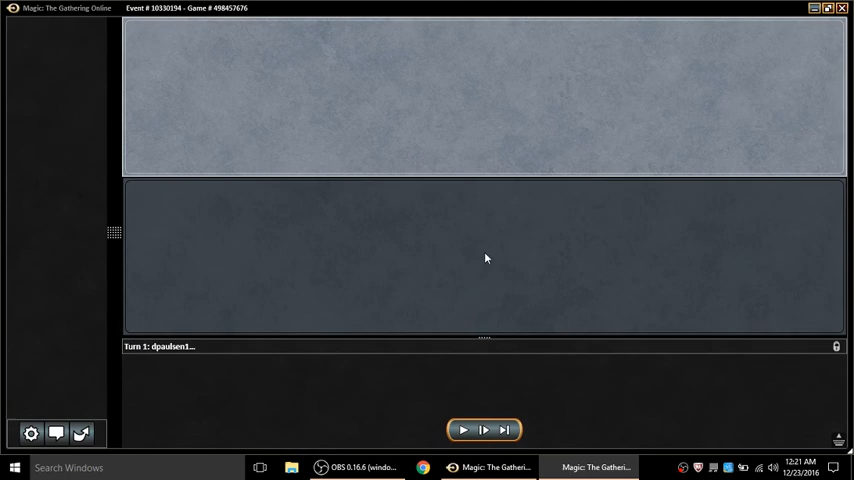 Magic: The Gathering Online Event # 10330194 - Game # 498457676
Turn 1: dpaulsen1...
Search Windows
OBS 0.16.6 (windo...
Magic: The Gatheri...
Magic: The Gatheri...
12:21 AM
12/23/2016